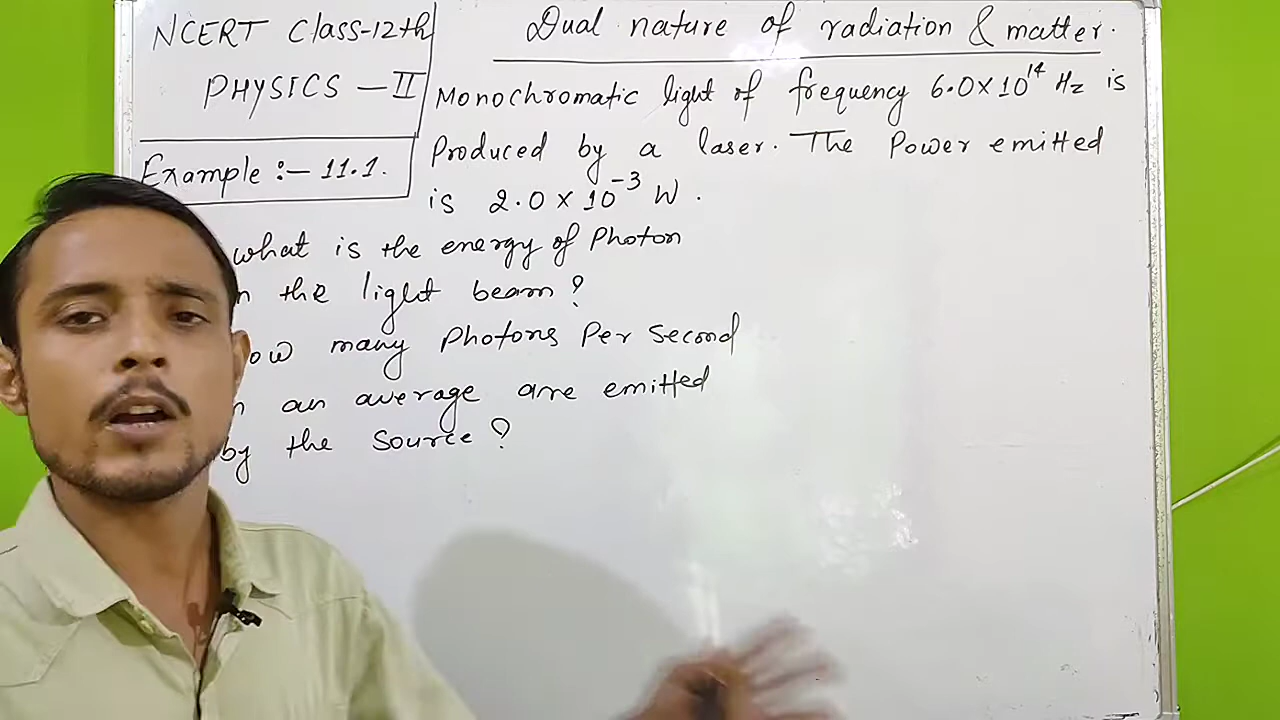 NCERT Class-12th
PHYSICS - II
Example :- 11.1.
Dual nature of radiation & matter.
Monochromatic light of frequency 6.0×10¹⁴ Hz is
Produced by a laser. The Power emitted
is 2.0×10⁻³ W.
what is the energy of Photon
the light beam?
many Photons Per second
an average are emitted
by the source?